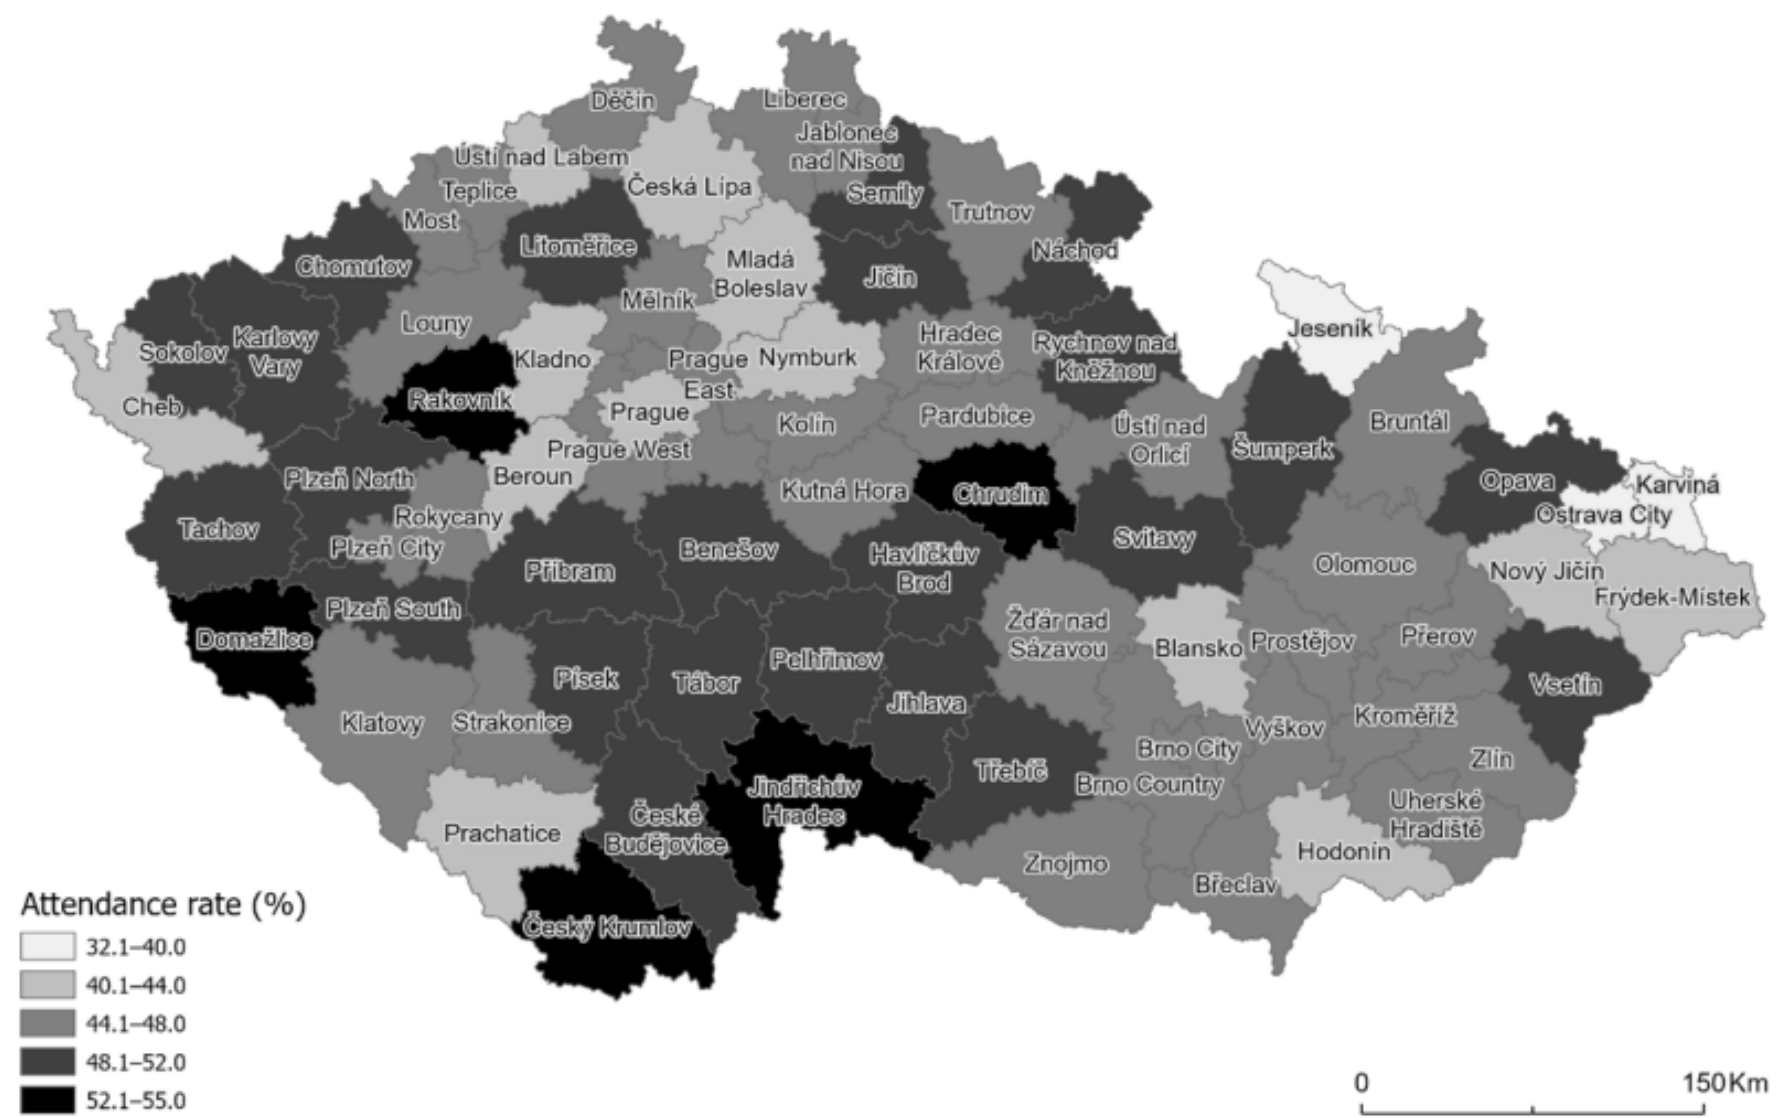 Děčín
Liberec
Jablonec
nad Nisou
Ústí nad Labem
Teplice
Česká Lípa
Semily
Most
Trutnov
Litoměřice
Náchod
Chomutov
Mladá
Boleslav
Jičín
Mělník
Louny
Jeseník
Karlovy
Vary
Sokolov
Kladno
Prague
East
Nymburk
Hradec
Králové
Rychnov nad
Kněžnou
Rakovník
Cheb
Prague
Kolín
Pardubice
Ústí nad
Orlicí
Bruntál
Šumperk
Prague West
Plzeň North
Beroun
Kutná Hora
Chrudim
Opava
Karviná
Ostrava City
Rokycany
Tachov
Plzeň City
Svitavy
Příbram
Benešov
Havlíčkův
Brod
Olomouc
Nový Jičín
Frýdek-Místek
Plzeň South
Domažlice
Žďár nad
Sázavou
Blansko
Prostějov
Přerov
Pelhřimov
Písek
Tábor
Vsetín
Jihlava
Klatovy
Strakonice
Kroměříž
Vyškov
Brno City
Zlín
Třebíč
Brno Country
Jindřichův
Hradec
Uherské
Hradiště
České
Budějovice
Prachatice
Hodonín
Znojmo
Břeclav
Český Krumlov
Attendance rate (%)
32.1–40.0
40.1–44.0
44.1–48.0
48.1–52.0
52.1–55.0
0 150 Km